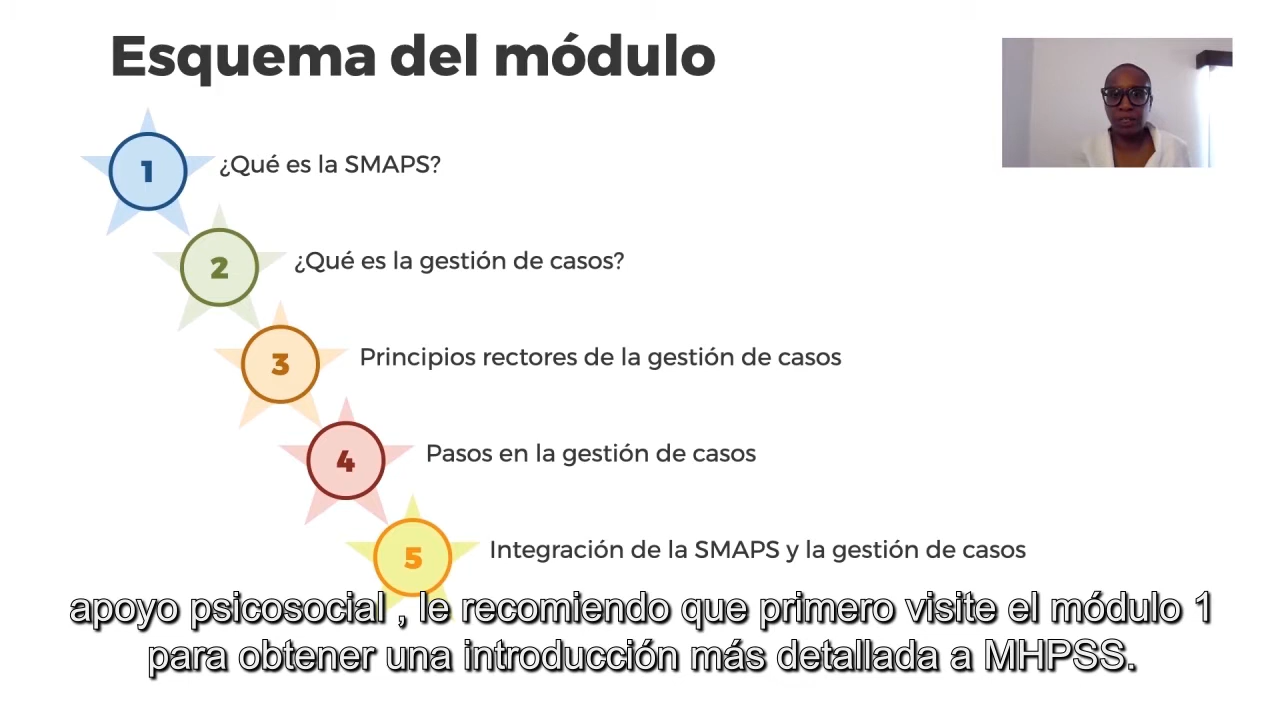 Esquema del módulo
1
¿Qué es la SMAPS?
2
¿Qué es la gestión de casos?
3
Principios rectores de la gestión de casos
4
Pasos en la gestión de casos
5
Integración de la SMAPS y la gestión de casos
apoyo psicosocial , le recomiendo que primero visite el módulo 1
para obtener una introducción más detallada a MHPSS.